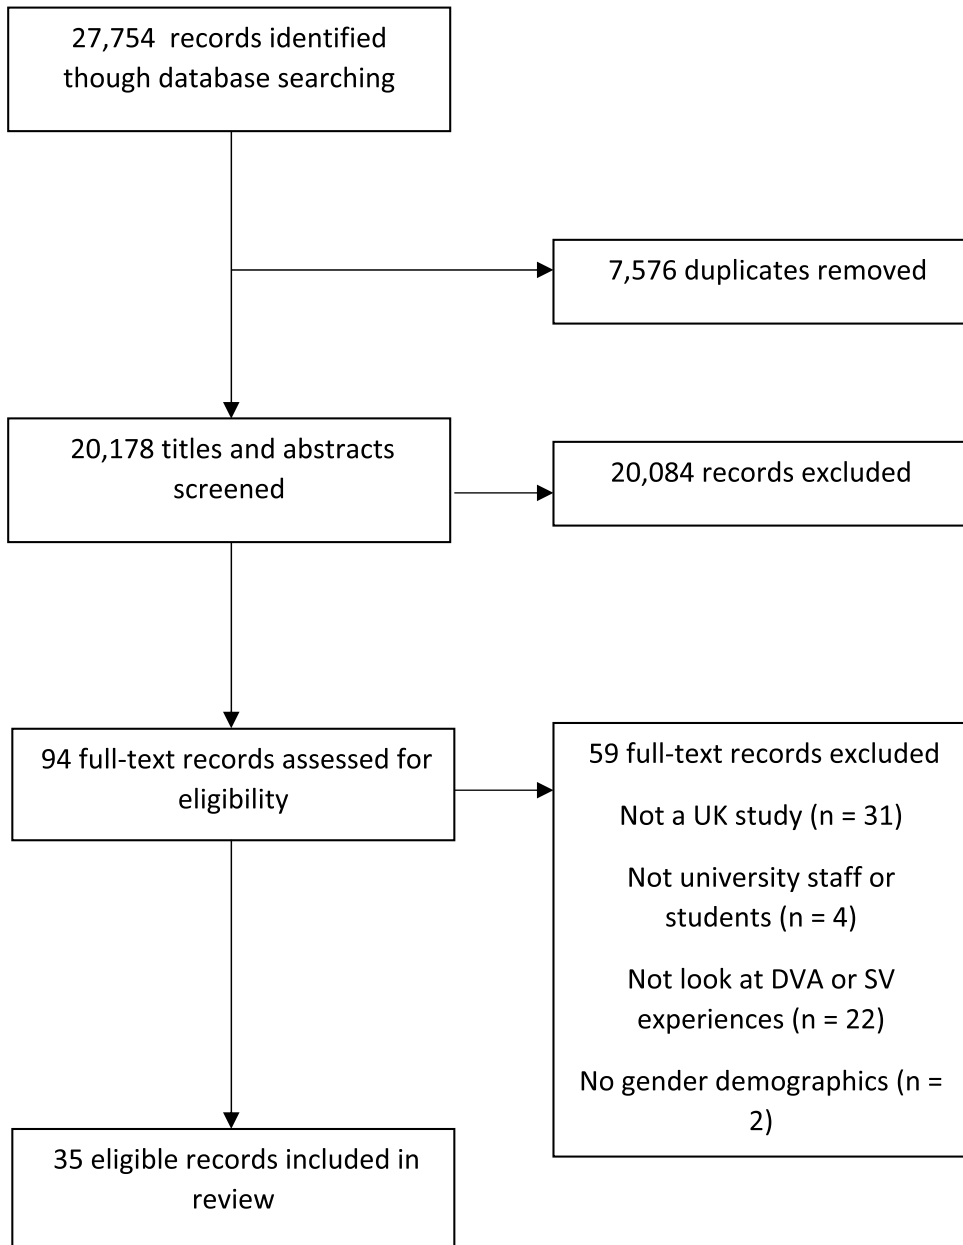 27,754  records identified
though database searching
7,576 duplicates removed
20,178 titles and abstracts
screened
20,084 records excluded
94 full-text records assessed for
eligibility
59 full-text records excluded
Not a UK study (n = 31)
Not university staff or
students (n = 4)
Not look at DVA or SV
experiences (n = 22)
No gender demographics (n =
2)
35 eligible records included in
review